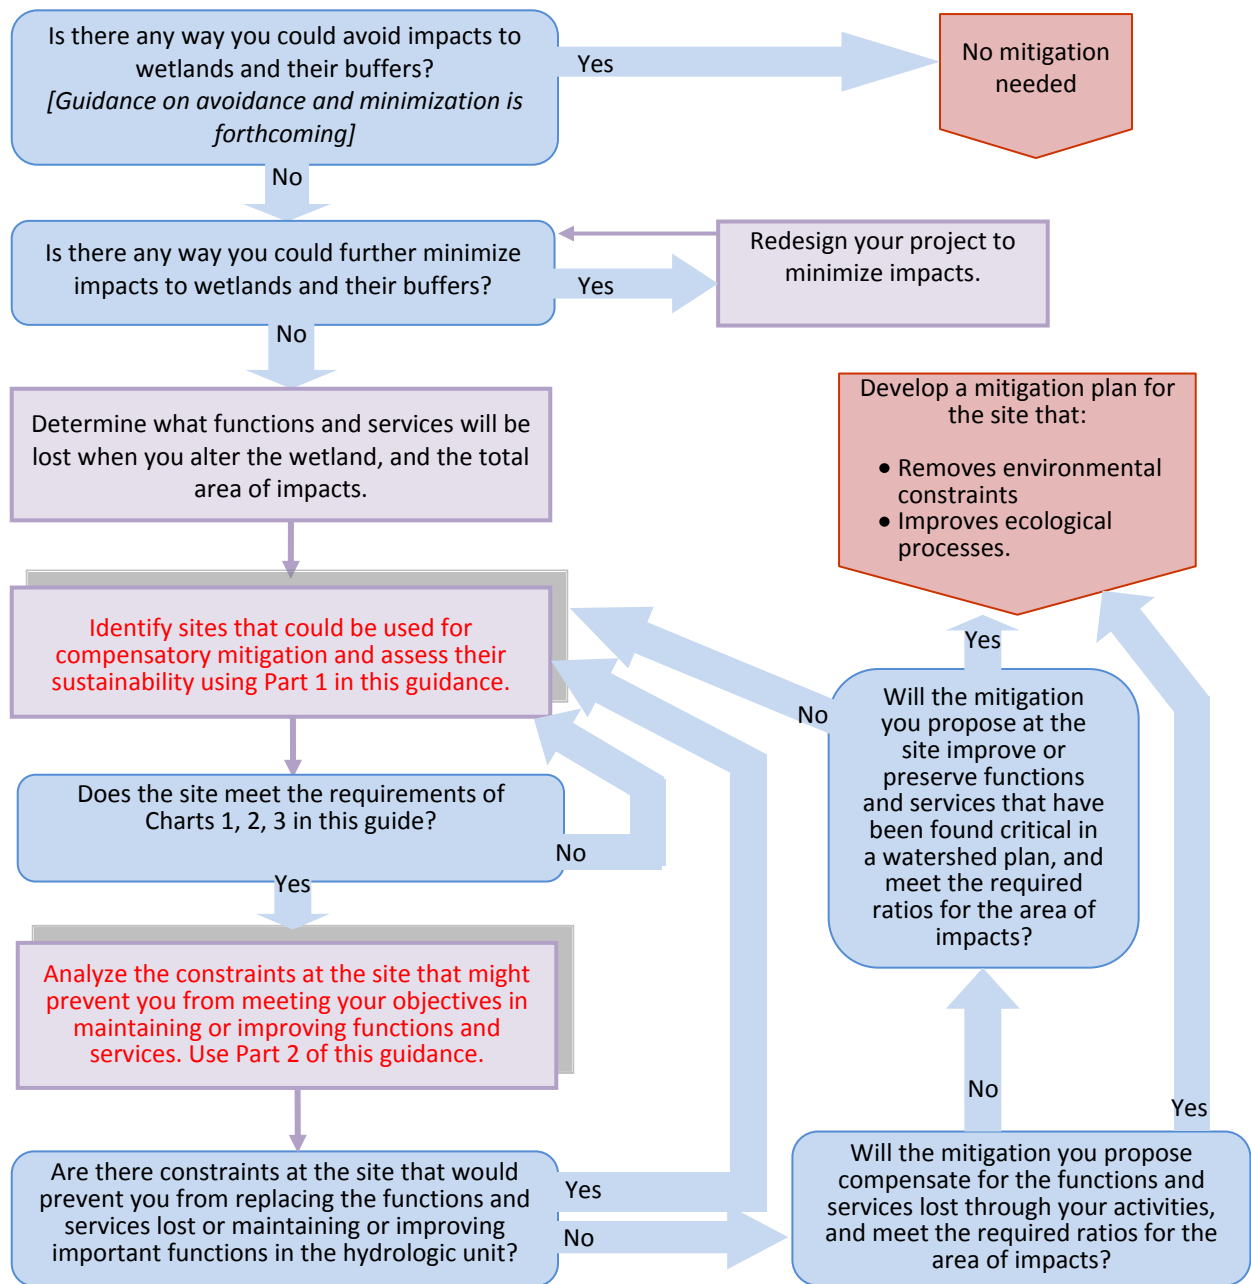 Is there any way you could avoid impacts to
wetlands and their buffers?
[Guidance on avoidance and minimization is
forthcoming]
Yes
No mitigation
needed
No
Is there any way you could further minimize
impacts to wetlands and their buffers?
Yes
Redesign your project to
minimize impacts.
No
Determine what functions and services will be
lost when you alter the wetland, and the total
area of impacts.
Develop a mitigation plan for
the site that:
• Removes environmental
constraints
• Improves ecological
processes.
Identify sites that could be used for
compensatory mitigation and assess their
sustainability using Part 1 in this guidance.
Yes
No
Will the mitigation
you propose at the
site improve or
preserve functions
and services that have
been found critical in
a watershed plan, and
meet the required
ratios for the area of
impacts?
Does the site meet the requirements of
Charts 1, 2, 3 in this guide?
No
Yes
Analyze the constraints at the site that might
prevent you from meeting your objectives in
maintaining or improving functions and
services. Use Part 2 of this guidance.
No
Yes
Are there constraints at the site that would
prevent you from replacing the functions and
services lost or maintaining or improving
important functions in the hydrologic unit?
Yes
No
Will the mitigation you propose
compensate for the functions and
services lost through your activities,
and meet the required ratios for the
area of impacts?